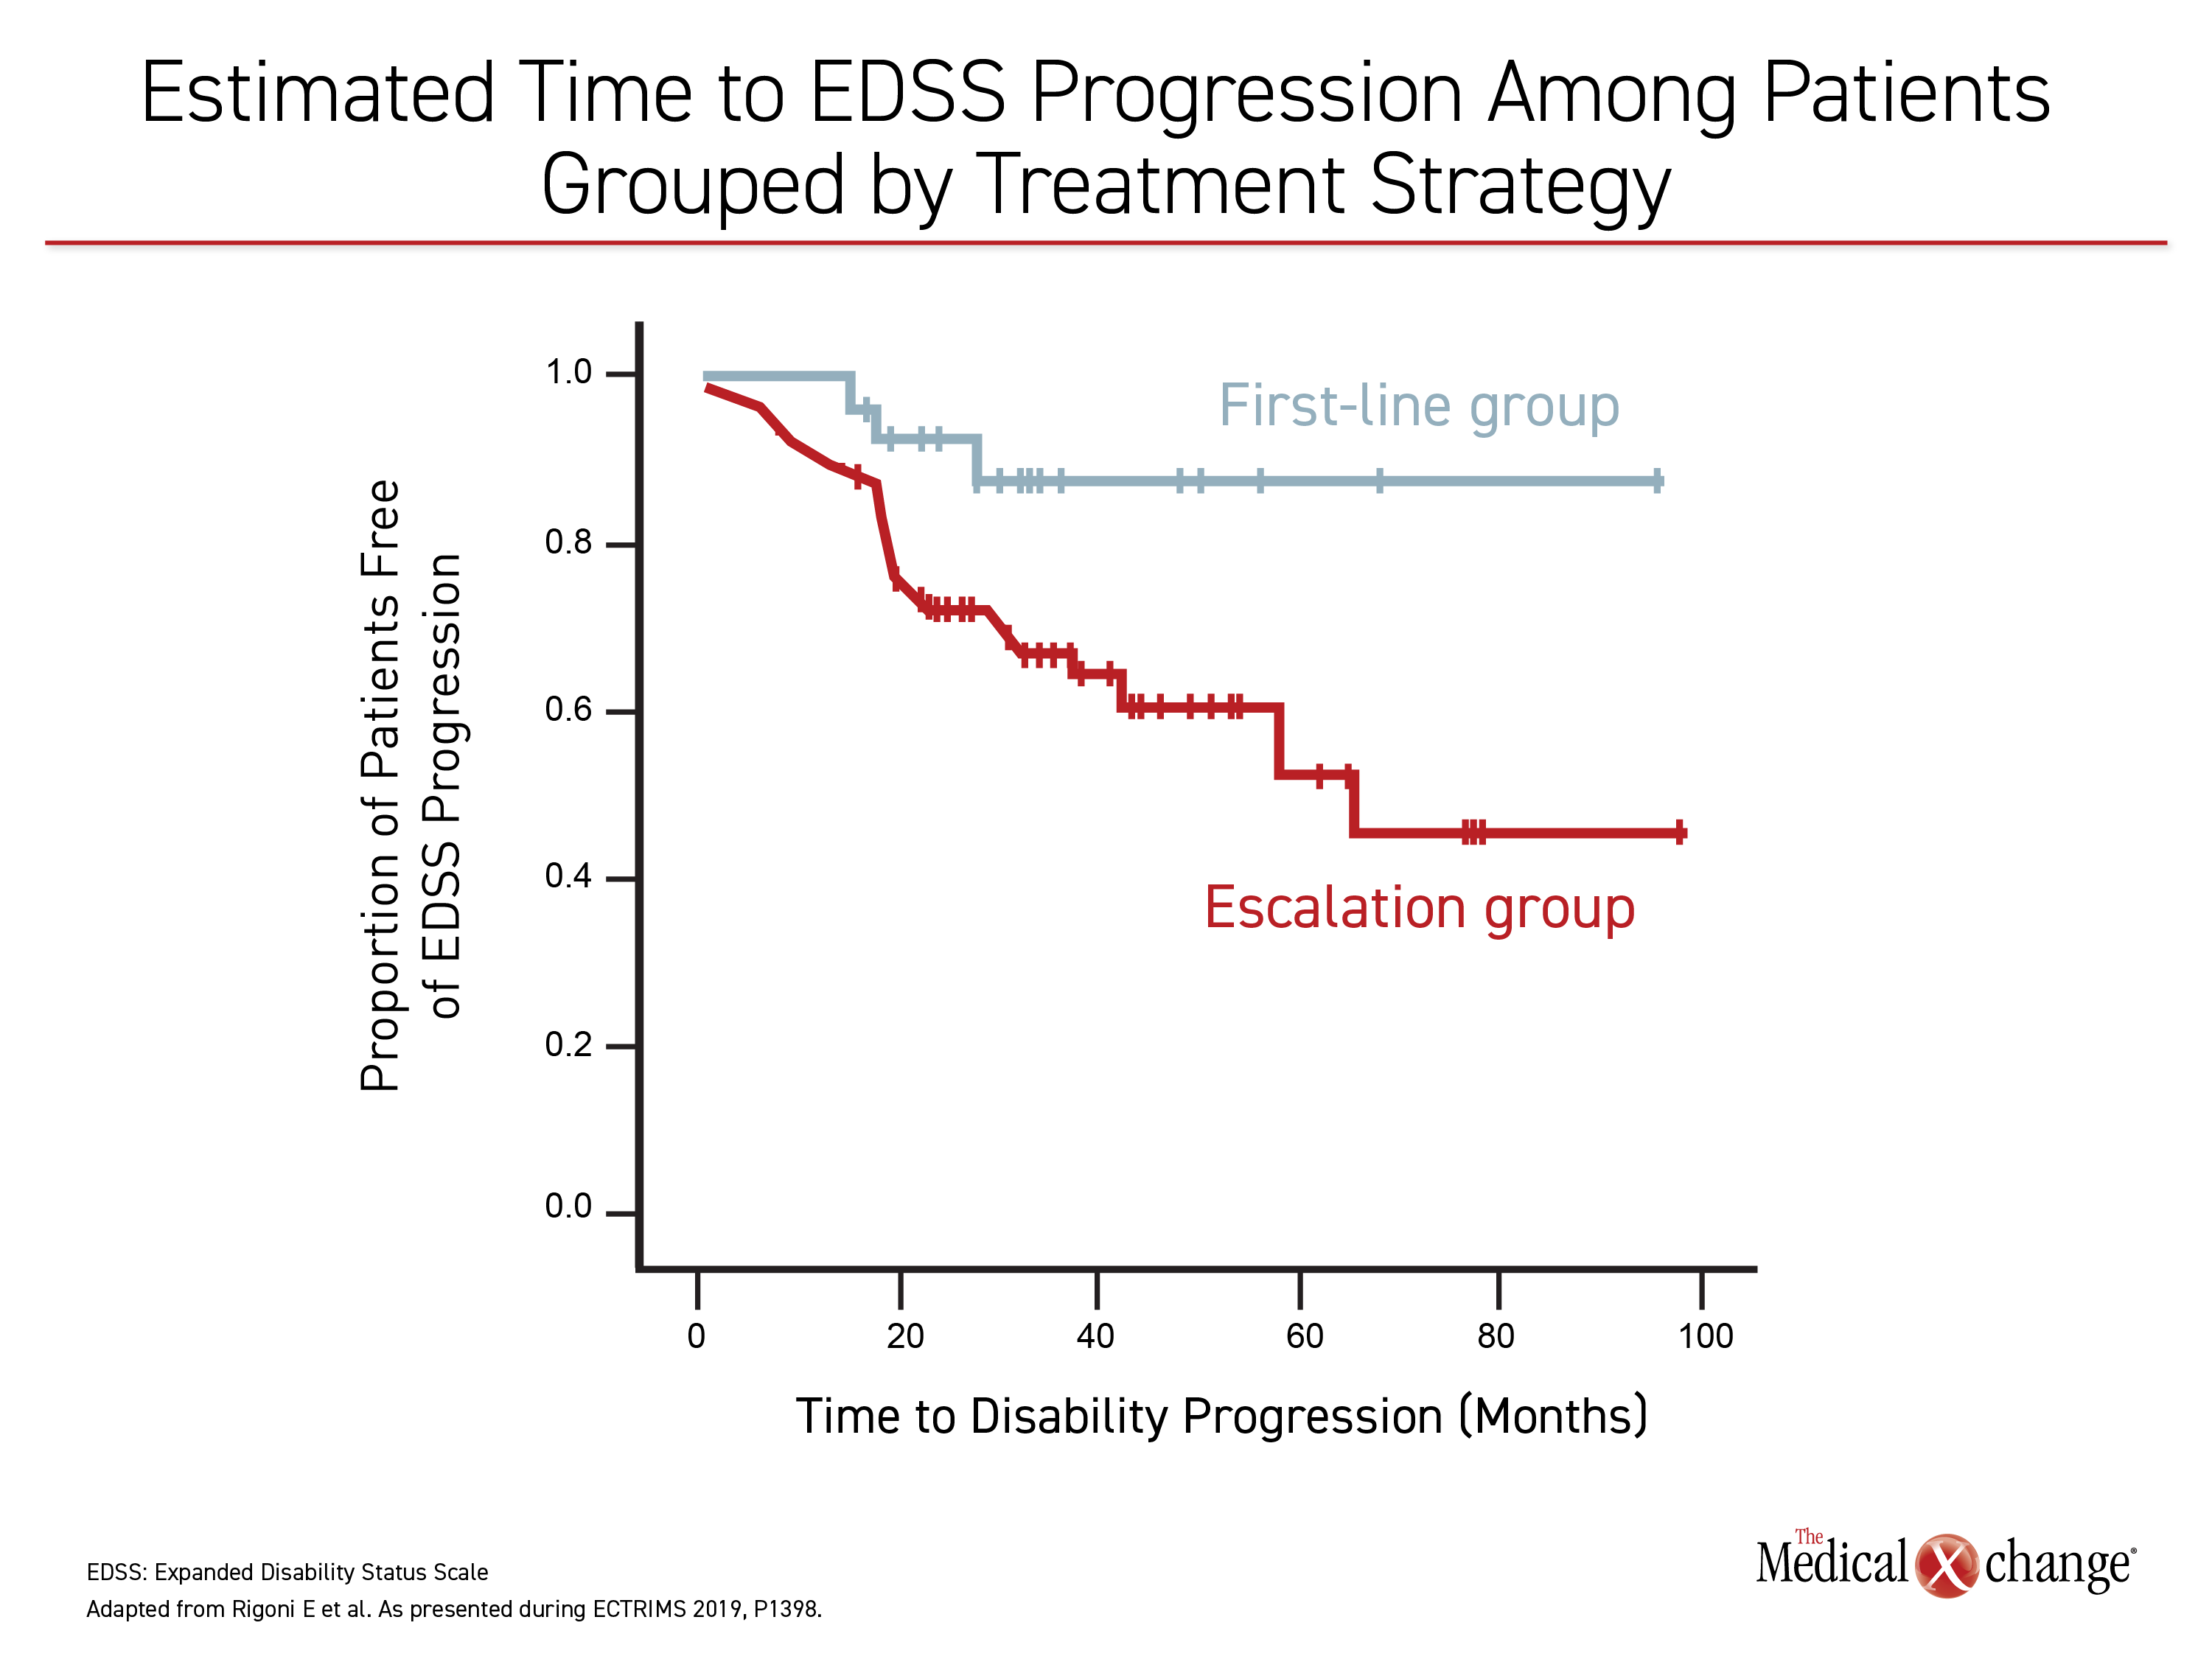 Estimated Time to EDSS Progression Among Patients
Grouped by Treatment Strategy
Proportion of Patients Free
of EDSS Progression
1.0
0.8
0.6
0.4
0.2
0.0
First-line group
Escalation group
0 20 40 60 80 100
Time to Disability Progression (Months)
EDSS: Expanded Disability Status Scale
Adapted from Rigoni E et al. As presented during ECTRIMS 2019, P1398.
The
Medical X change®